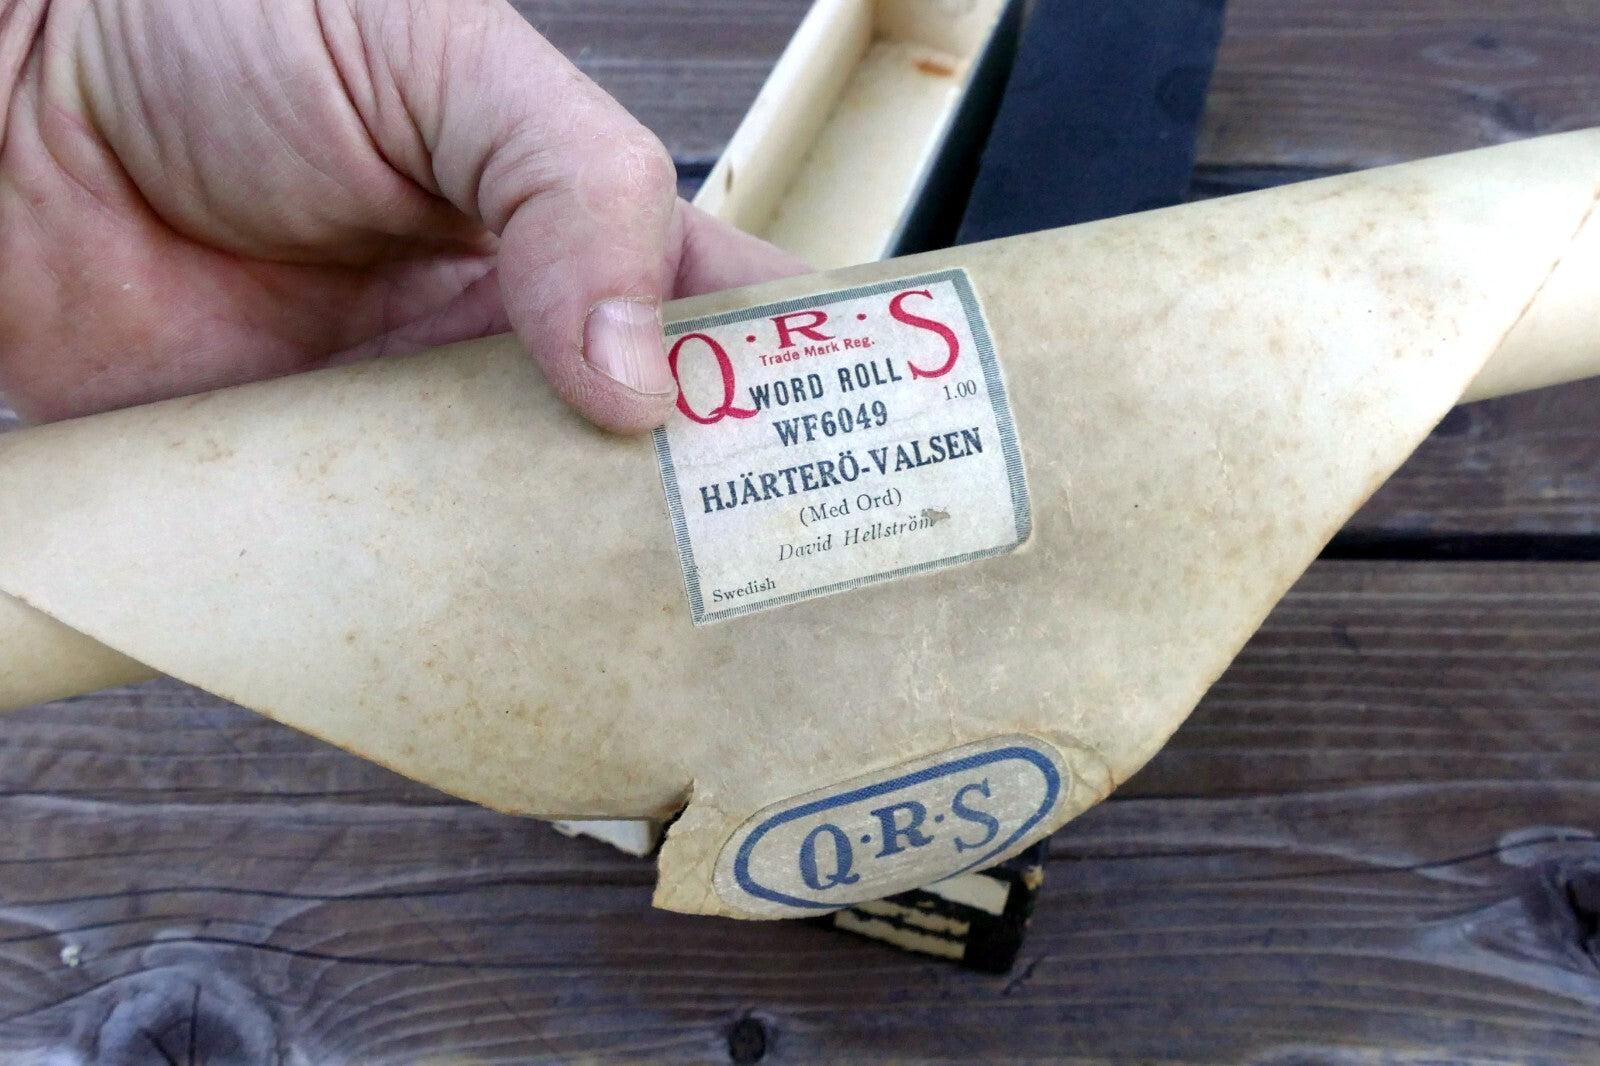 Q·R·S
Trade Mark Reg.
WORD ROLL
WF6049 1.00
HJÄRTERÖ-VALSEN
(Med Ord)
David Hellström
Swedish
Q·R·S